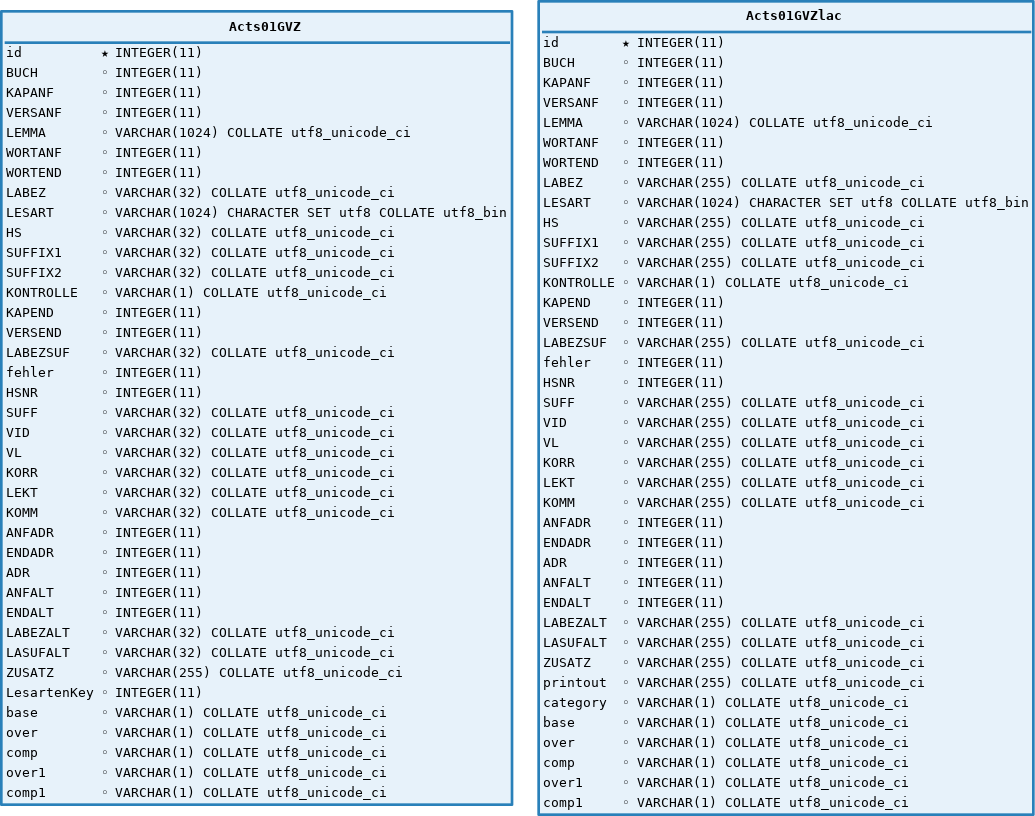 Acts01GVZ
id ★ INTEGER(11)
BUCH ◦ INTEGER(11)
KAPANF ◦ INTEGER(11)
VERSANF ◦ INTEGER(11)
LEMMA ◦ VARCHAR(1024) COLLATE utf8_unicode_ci
WORTANF ◦ INTEGER(11)
WORTEND ◦ INTEGER(11)
LABEZ ◦ VARCHAR(32) COLLATE utf8_unicode_ci
LESART ◦ VARCHAR(1024) CHARACTER SET utf8 COLLATE utf8_bin
HS ◦ VARCHAR(32) COLLATE utf8_unicode_ci
SUFFIX1 ◦ VARCHAR(32) COLLATE utf8_unicode_ci
SUFFIX2 ◦ VARCHAR(32) COLLATE utf8_unicode_ci
KONTROLLE ◦ VARCHAR(1) COLLATE utf8_unicode_ci
KAPEND ◦ INTEGER(11)
VERSEND ◦ INTEGER(11)
LABEZSUF ◦ VARCHAR(32) COLLATE utf8_unicode_ci
fehler ◦ INTEGER(11)
HSNR ◦ INTEGER(11)
SUFF ◦ VARCHAR(32) COLLATE utf8_unicode_ci
VID ◦ VARCHAR(32) COLLATE utf8_unicode_ci
VL ◦ VARCHAR(32) COLLATE utf8_unicode_ci
KORR ◦ VARCHAR(32) COLLATE utf8_unicode_ci
LEKT ◦ VARCHAR(32) COLLATE utf8_unicode_ci
KOMM ◦ VARCHAR(32) COLLATE utf8_unicode_ci
ANFADR ◦ INTEGER(11)
ENDADR ◦ INTEGER(11)
ADR ◦ INTEGER(11)
ANFALT ◦ INTEGER(11)
ENDALT ◦ INTEGER(11)
LABEZALT ◦ VARCHAR(32) COLLATE utf8_unicode_ci
LASUFALT ◦ VARCHAR(32) COLLATE utf8_unicode_ci
ZUSATZ ◦ VARCHAR(255) COLLATE utf8_unicode_ci
LesartenKey ◦ INTEGER(11)
base ◦ VARCHAR(1) COLLATE utf8_unicode_ci
over ◦ VARCHAR(1) COLLATE utf8_unicode_ci
comp ◦ VARCHAR(1) COLLATE utf8_unicode_ci
over1 ◦ VARCHAR(1) COLLATE utf8_unicode_ci
comp1 ◦ VARCHAR(1) COLLATE utf8_unicode_ci
Acts01GVZlac
id ★ INTEGER(11)
BUCH ◦ INTEGER(11)
KAPANF ◦ INTEGER(11)
VERSANF ◦ INTEGER(11)
LEMMA ◦ VARCHAR(1024) COLLATE utf8_unicode_ci
WORTANF ◦ INTEGER(11)
WORTEND ◦ INTEGER(11)
LABEZ ◦ VARCHAR(255) COLLATE utf8_unicode_ci
LESART ◦ VARCHAR(1024) CHARACTER SET utf8 COLLATE utf8_bin
HS ◦ VARCHAR(255) COLLATE utf8_unicode_ci
SUFFIX1 ◦ VARCHAR(255) COLLATE utf8_unicode_ci
SUFFIX2 ◦ VARCHAR(255) COLLATE utf8_unicode_ci
KONTROLLE ◦ VARCHAR(1) COLLATE utf8_unicode_ci
KAPEND ◦ INTEGER(11)
VERSEND ◦ INTEGER(11)
LABEZSUF ◦ VARCHAR(255) COLLATE utf8_unicode_ci
fehler ◦ INTEGER(11)
HSNR ◦ INTEGER(11)
SUFF ◦ VARCHAR(255) COLLATE utf8_unicode_ci
VID ◦ VARCHAR(255) COLLATE utf8_unicode_ci
VL ◦ VARCHAR(255) COLLATE utf8_unicode_ci
KORR ◦ VARCHAR(255) COLLATE utf8_unicode_ci
LEKT ◦ VARCHAR(255) COLLATE utf8_unicode_ci
KOMM ◦ VARCHAR(255) COLLATE utf8_unicode_ci
ANFADR ◦ INTEGER(11)
ENDADR ◦ INTEGER(11)
ADR ◦ INTEGER(11)
ANFALT ◦ INTEGER(11)
ENDALT ◦ INTEGER(11)
LABEZALT ◦ VARCHAR(255) COLLATE utf8_unicode_ci
LASUFALT ◦ VARCHAR(255) COLLATE utf8_unicode_ci
ZUSATZ ◦ VARCHAR(255) COLLATE utf8_unicode_ci
printout ◦ VARCHAR(255) COLLATE utf8_unicode_ci
category ◦ VARCHAR(1) COLLATE utf8_unicode_ci
base ◦ VARCHAR(1) COLLATE utf8_unicode_ci
over ◦ VARCHAR(1) COLLATE utf8_unicode_ci
comp ◦ VARCHAR(1) COLLATE utf8_unicode_ci
over1 ◦ VARCHAR(1) COLLATE utf8_unicode_ci
comp1 ◦ VARCHAR(1) COLLATE utf8_unicode_ci